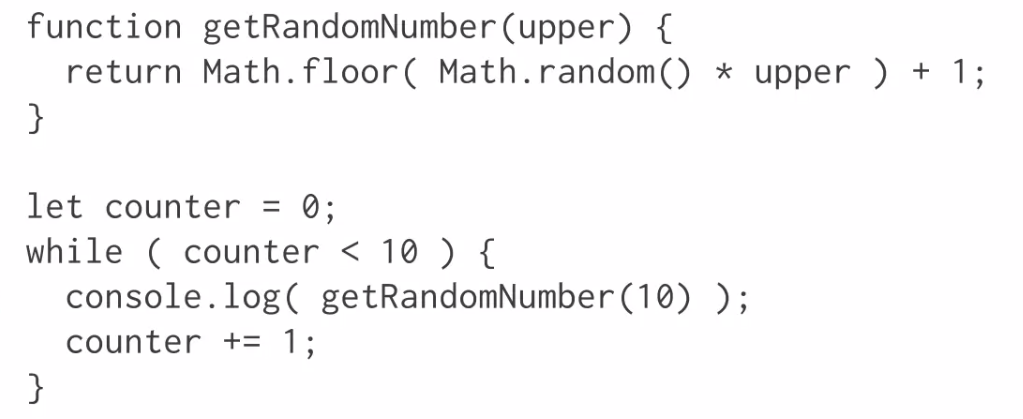 function getRandomNumber(upper) {
  return Math.floor( Math.random() * upper ) + 1;
}

let counter = 0;
while ( counter < 10 ) {
  console.log( getRandomNumber(10) );
  counter += 1;
}